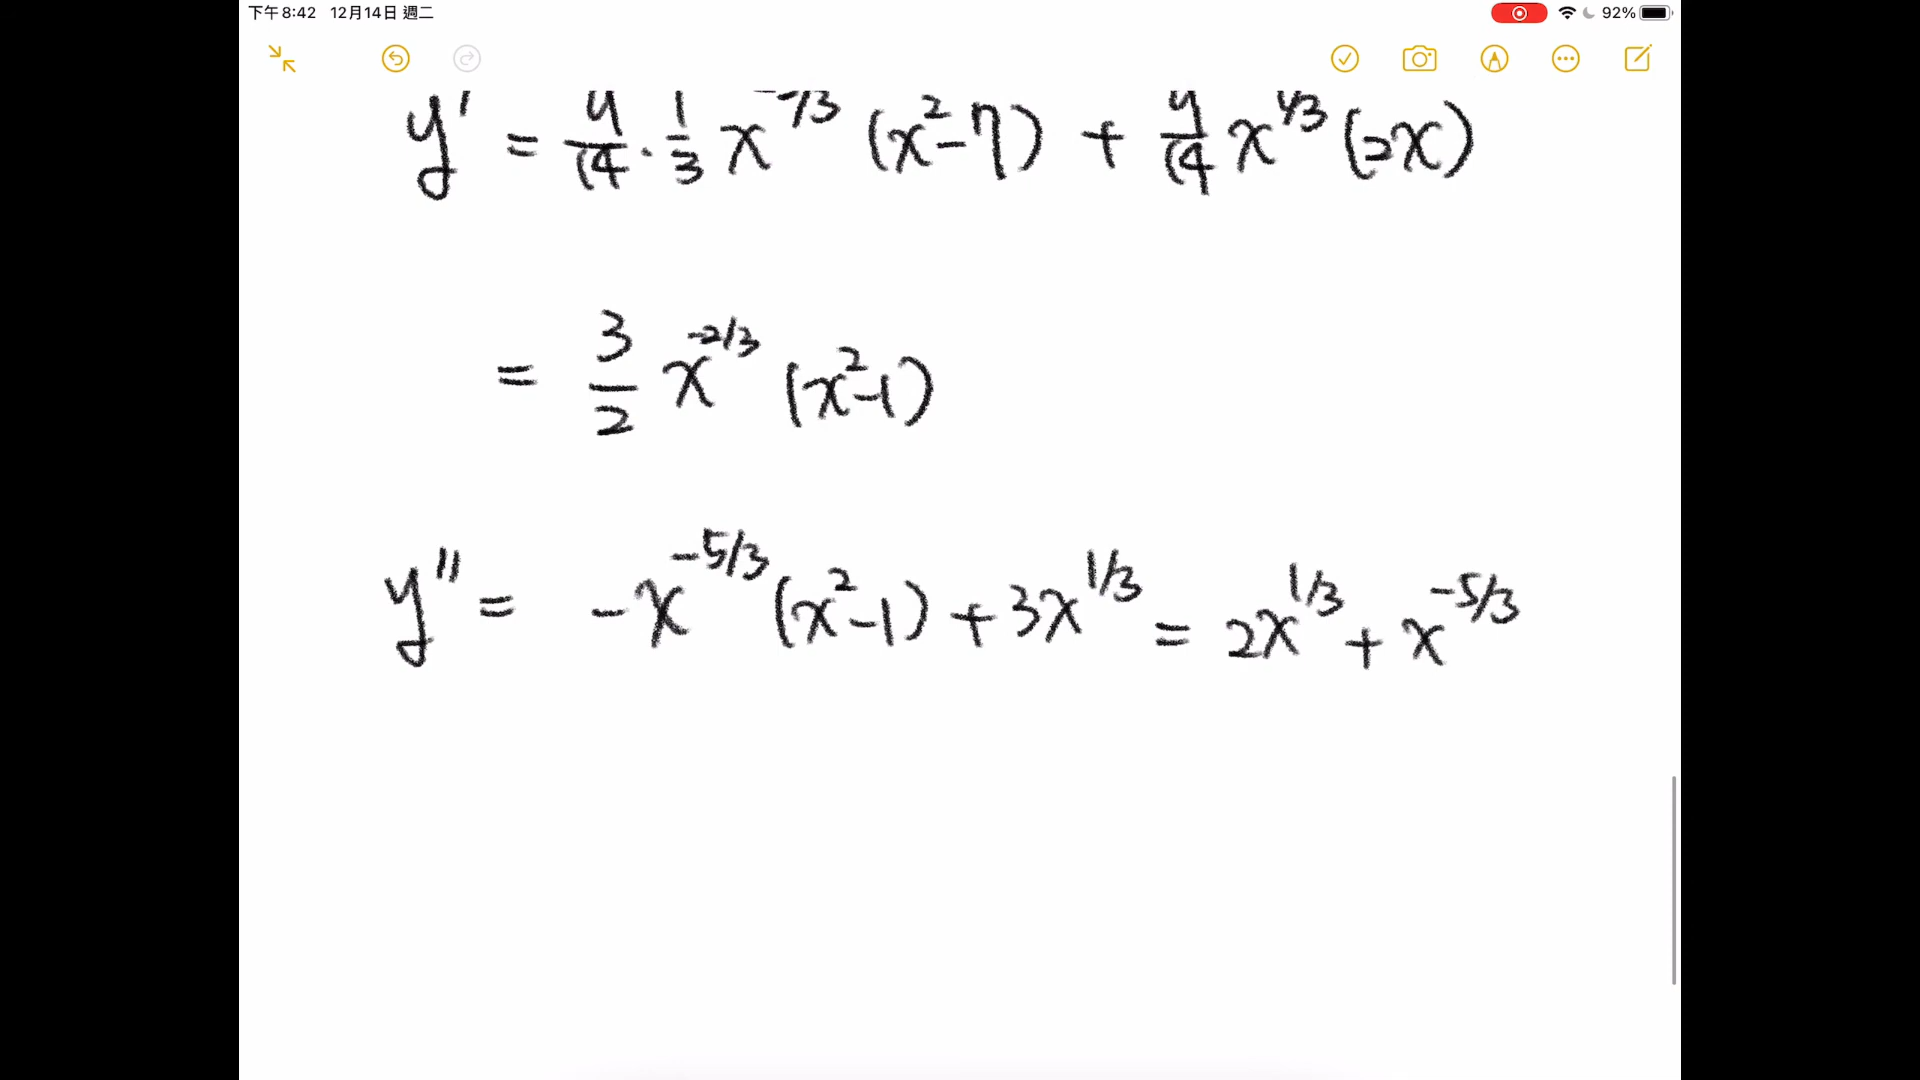 下午8:42 12月14日 週二 92%
y' = 9/14 · 1/3 x^(-2/3) (x²-7) + 9/14 x^(1/3) (2x)
= 3/2 x^(-2/3) (x²-1)
y'' = -x^(-5/3) (x²-1) + 3x^(1/3) = 2x^(1/3) + x^(-5/3)